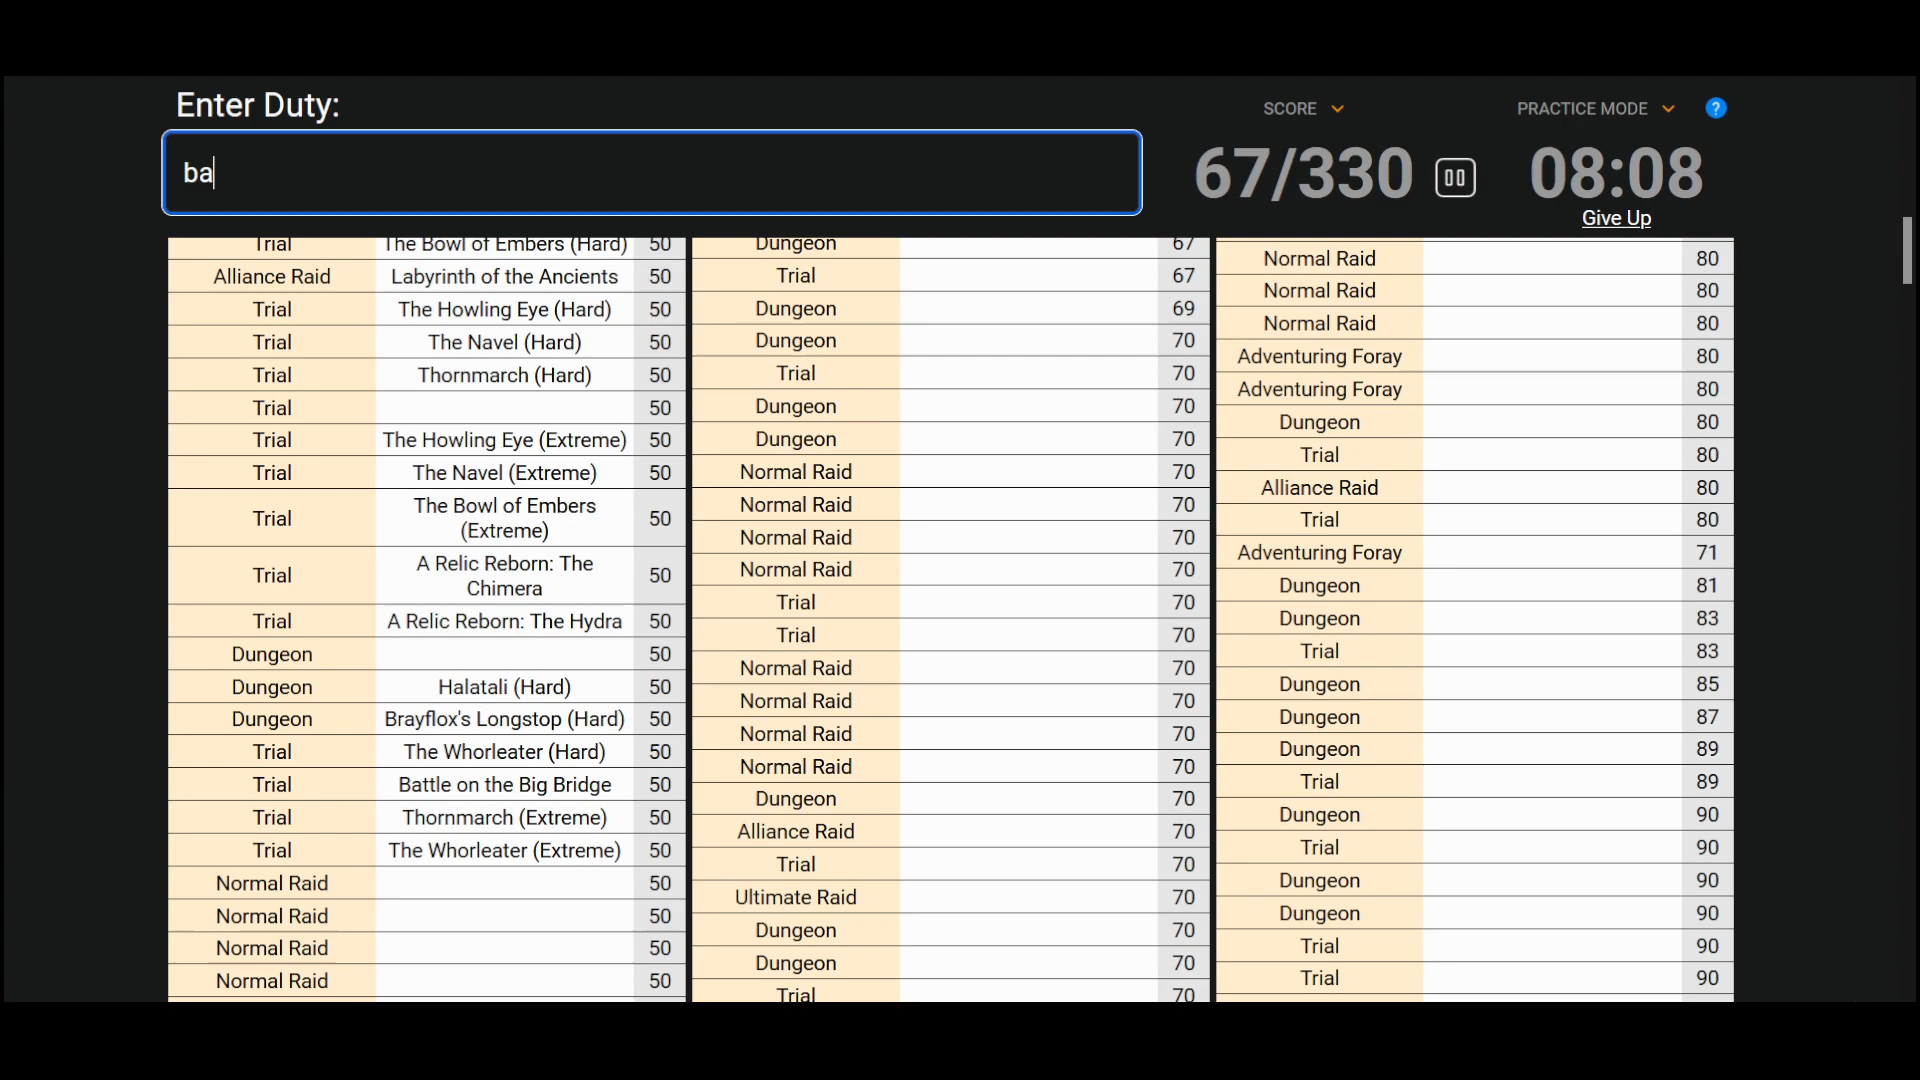 Enter Duty:
ba
SCORE
67/330
PRACTICE MODE
?
08:08
Give Up
Trial The Bowl of Embers (Hard) 50
Alliance Raid Labyrinth of the Ancients 50
Trial The Howling Eye (Hard) 50
Trial The Navel (Hard) 50
Trial Thornmarch (Hard) 50
Trial 50
Trial The Howling Eye (Extreme) 50
Trial The Navel (Extreme) 50
Trial The Bowl of Embers
(Extreme) 50
Trial A Relic Reborn: The
Chimera 50
Trial A Relic Reborn: The Hydra 50
Dungeon 50
Dungeon Halatali (Hard) 50
Dungeon Brayflox's Longstop (Hard) 50
Trial The Whorleater (Hard) 50
Trial Battle on the Big Bridge 50
Trial Thornmarch (Extreme) 50
Trial The Whorleater (Extreme) 50
Normal Raid 50
Normal Raid 50
Normal Raid 50
Normal Raid 50
Dungeon 67
Trial 67
Dungeon 69
Dungeon 70
Trial 70
Dungeon 70
Dungeon 70
Normal Raid 70
Normal Raid 70
Normal Raid 70
Normal Raid 70
Trial 70
Trial 70
Normal Raid 70
Normal Raid 70
Normal Raid 70
Normal Raid 70
Dungeon 70
Alliance Raid 70
Trial 70
Ultimate Raid 70
Dungeon 70
Dungeon 70
Trial 70
Normal Raid 80
Normal Raid 80
Normal Raid 80
Adventuring Foray 80
Adventuring Foray 80
Dungeon 80
Trial 80
Alliance Raid 80
Trial 80
Adventuring Foray 71
Dungeon 81
Dungeon 83
Trial 83
Dungeon 85
Dungeon 87
Dungeon 89
Trial 89
Dungeon 90
Trial 90
Dungeon 90
Dungeon 90
Trial 90
Trial 90